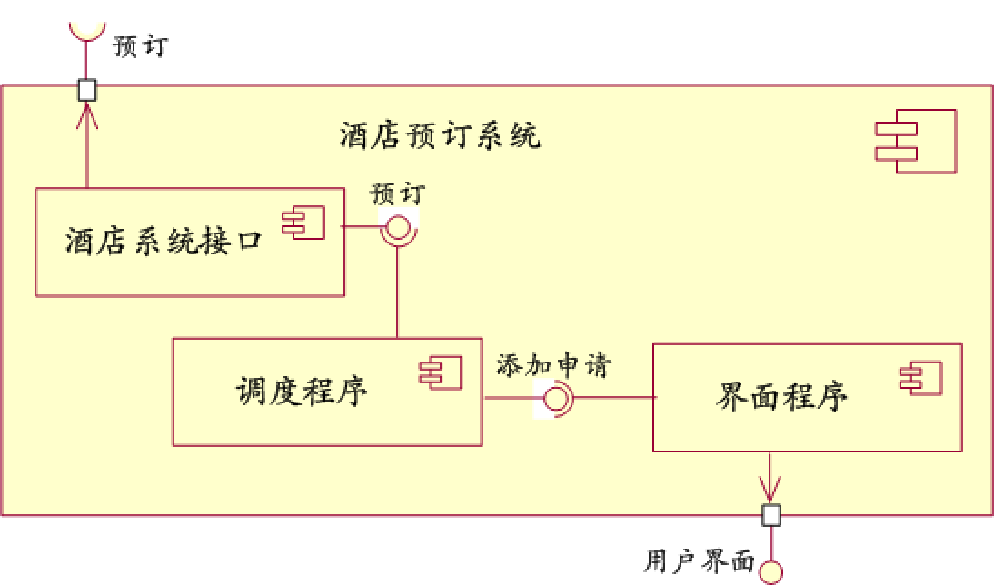 预订
酒店预订系统
预订
酒店系统接口
添加申请
调度程序
界面程序
用户界面